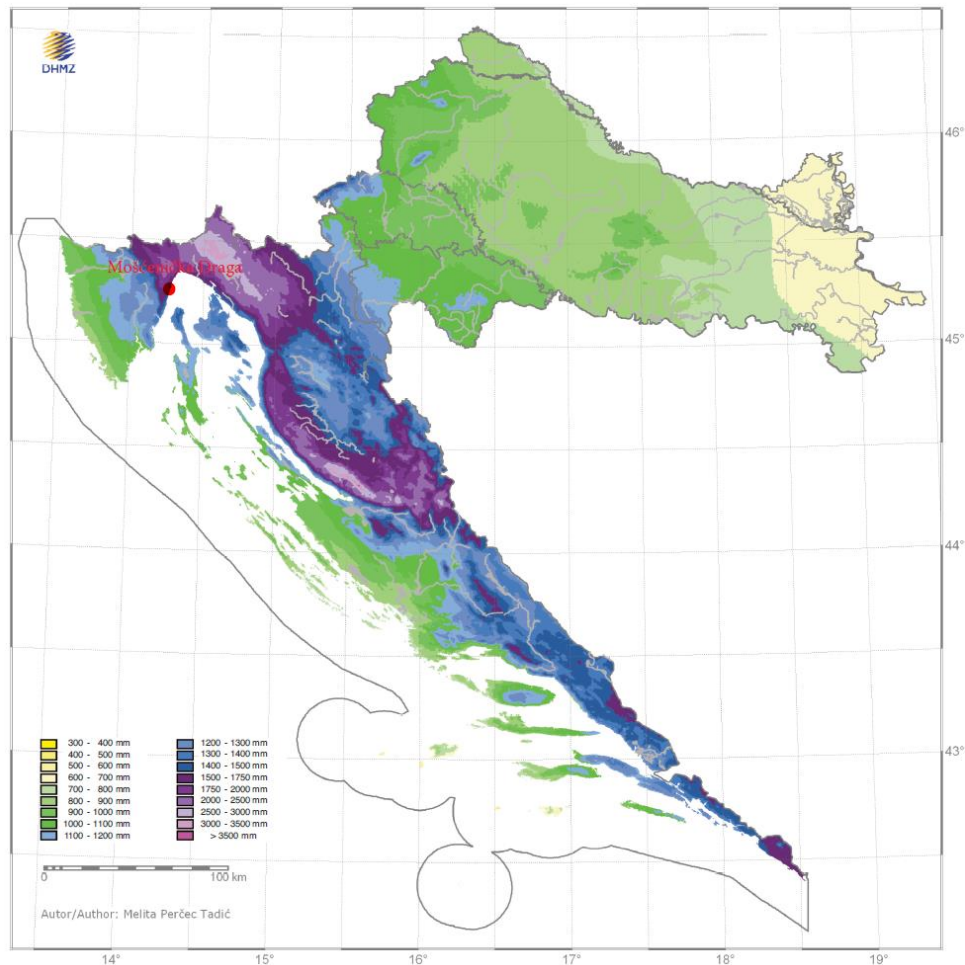 DHMZ
46°
Mošćenička Draga
45°
44°
43°
300 - 400 mm
400 - 500 mm
500 - 600 mm
600 - 700 mm
700 - 800 mm
800 - 900 mm
900 - 1000 mm
1000 - 1100 mm
1100 - 1200 mm
1200 - 1300 mm
1300 - 1400 mm
1400 - 1500 mm
1500 - 1750 mm
1750 - 2000 mm
2000 - 2500 mm
2500 - 3000 mm
3000 - 3500 mm
> 3500 mm
0 100 km
Autor/Author: Melita Perčec Tadić
14° 15° 16° 17° 18° 19°